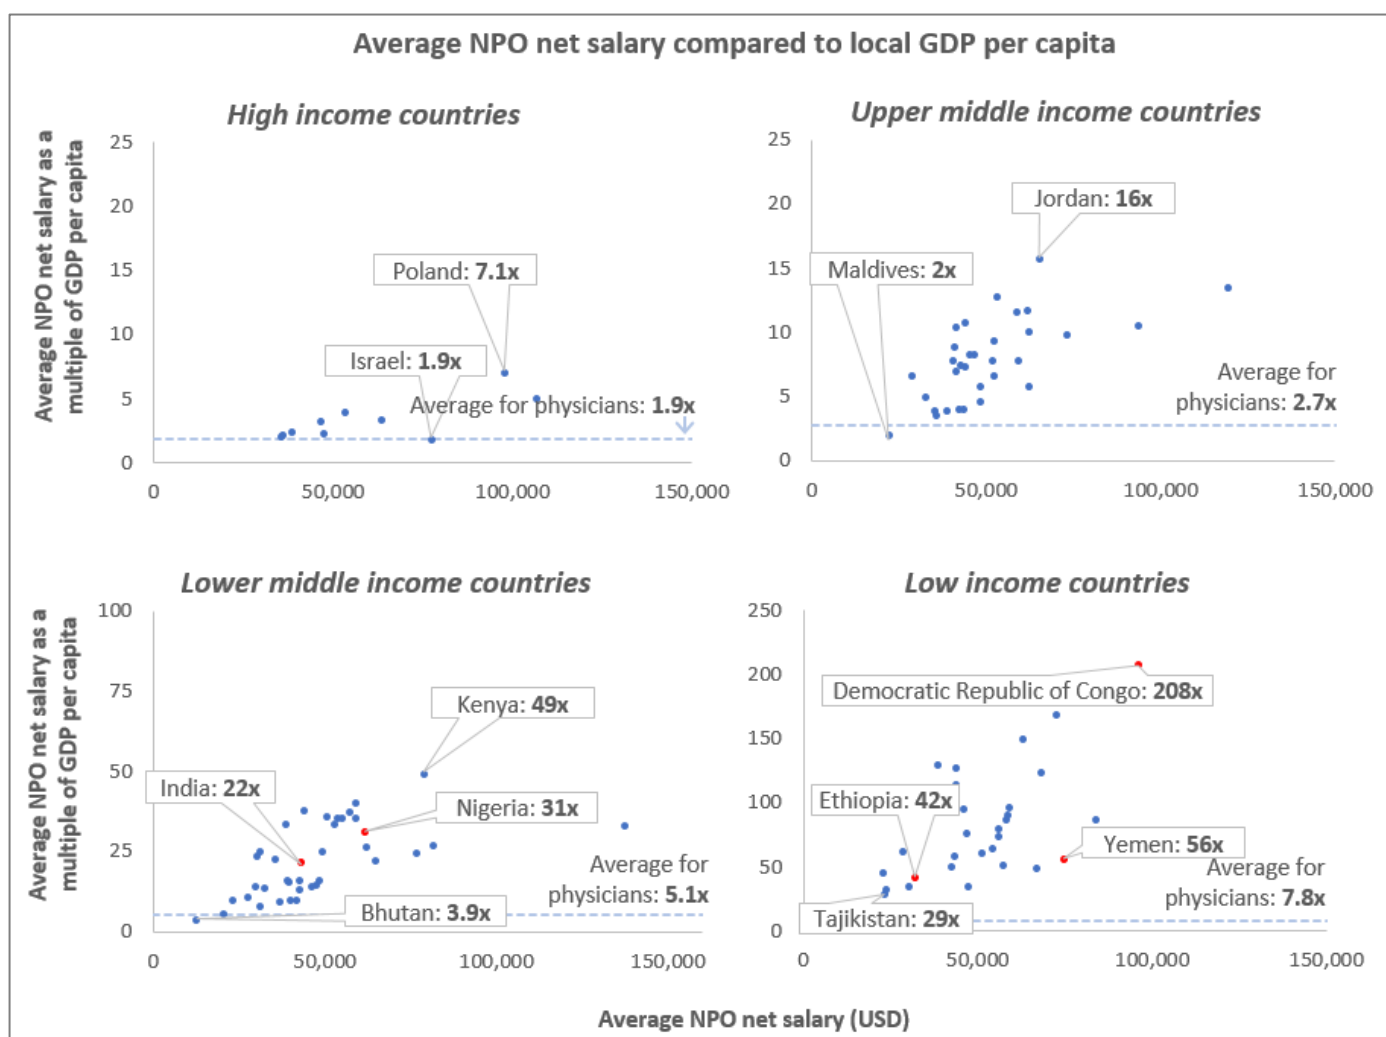 Average NPO net salary compared to local GDP per capita
High income countries
Average NPO net salary as a
multiple of GDP per capita
25
20
15
10
5
0
0
50,000
100,000
150,000
Poland: 7.1x
Israel: 1.9x
Average for physicians: 1.9x
Upper middle income countries
25
20
15
10
5
0
0
50,000
100,000
150,000
Jordan: 16x
Maldives: 2x
Average for
physicians: 2.7x
Lower middle income countries
Average NPO net salary as a
multiple of GDP per capita
100
75
50
25
0
0
50,000
100,000
150,000
Kenya: 49x
India: 22x
Nigeria: 31x
Average for
physicians: 5.1x
Bhutan: 3.9x
Low income countries
250
200
150
100
50
0
0
50,000
100,000
150,000
Democratic Republic of Congo: 208x
Ethiopia: 42x
Yemen: 56x
Average for
physicians: 7.8x
Tajikistan: 29x
Average NPO net salary (USD)